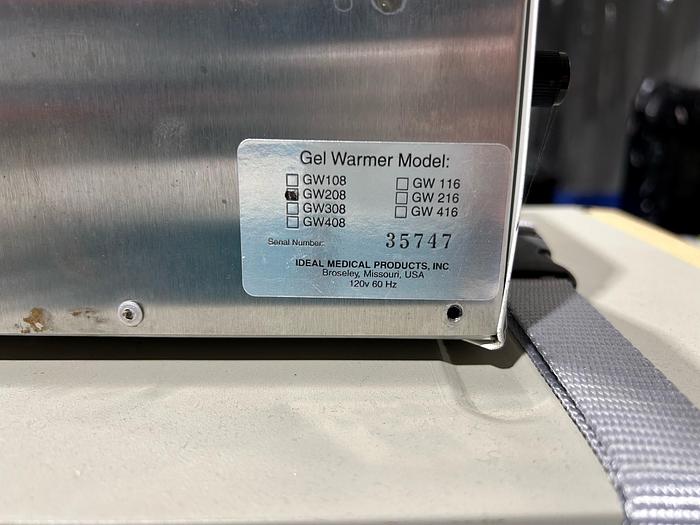 Gel Warmer Model:
GW108 GW 116
GW208 GW 216
GW308 GW 416
GW408
Serial Number: 35747
IDEAL MEDICAL PRODUCTS, INC
Broseley, Missouri, USA
120v 60 Hz